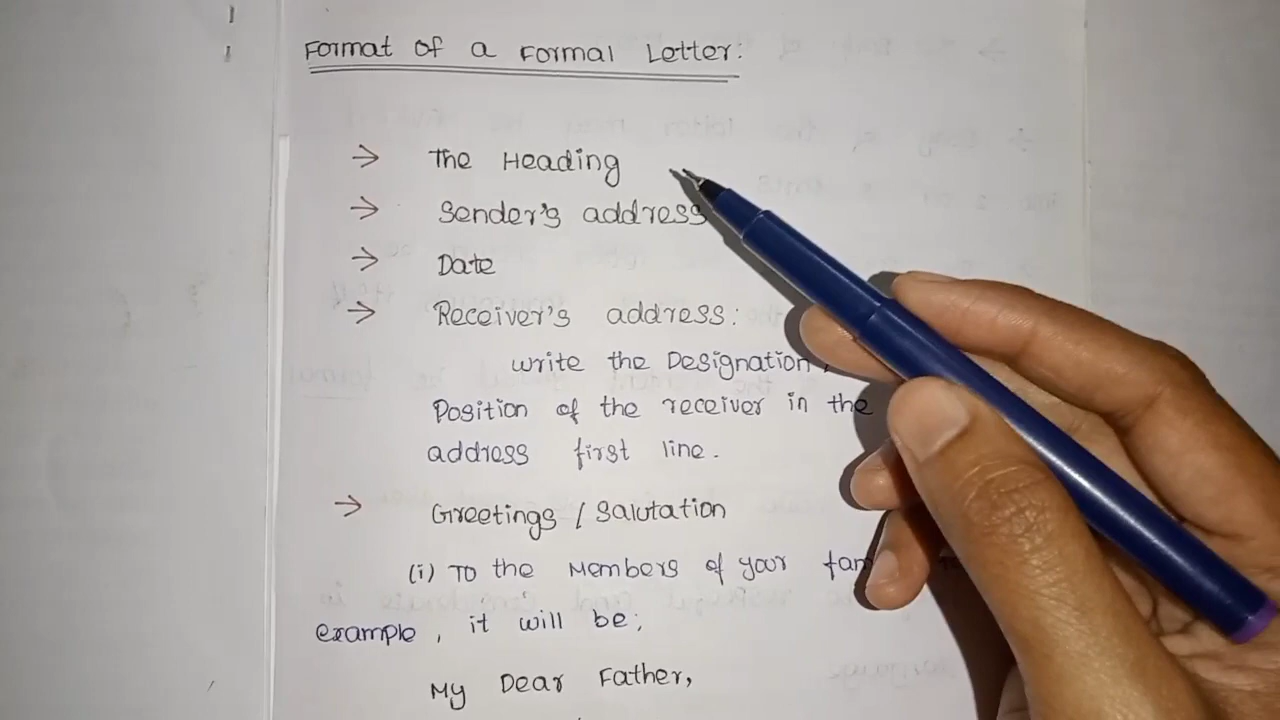 Format of a Formal Letter:
→ The Heading
→ Sender's address
→ Date
→ Receiver's address:
write the Designation,
Position of the receiver in the
address first line.
→ Greetings / Salutation
(i) To the Members of your
example, it will be;
My Dear Father,